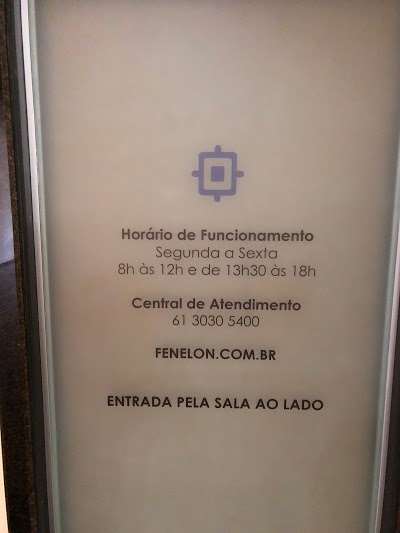 Horário de Funcionamento
Segunda a Sexta
8h às 12h e de 13h30 às 18h
Central de Atendimento
61 3030 5400
FENELON.COM.BR
ENTRADA PELA SALA AO LADO